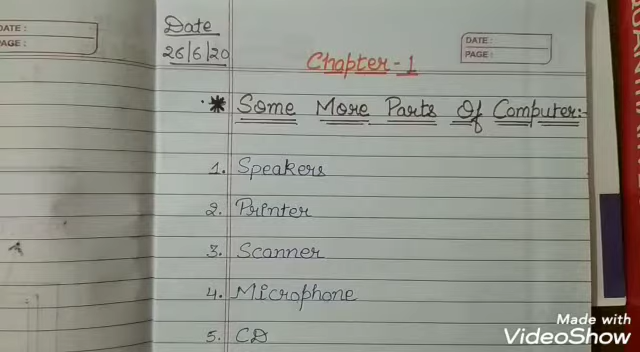 DATE :
PAGE :
Date
26/6/20
DATE :
PAGE :
Chapter - 1
* Some More Parts Of Computer:-
1. Speakers
2. Printer
3. Scanner
4. Microphone
5. CD
Made with
VideoShow